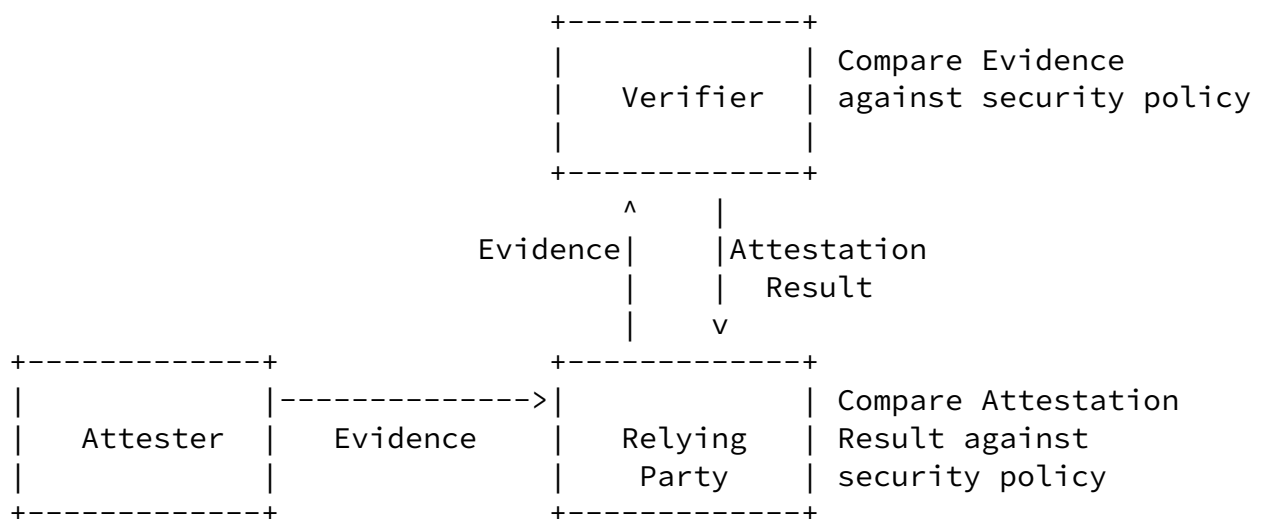 Compare Evidence
Verifier against security policy
Evidence Attestation
Result
Compare Attestation
Attester Evidence Relying Result against
Party security policy